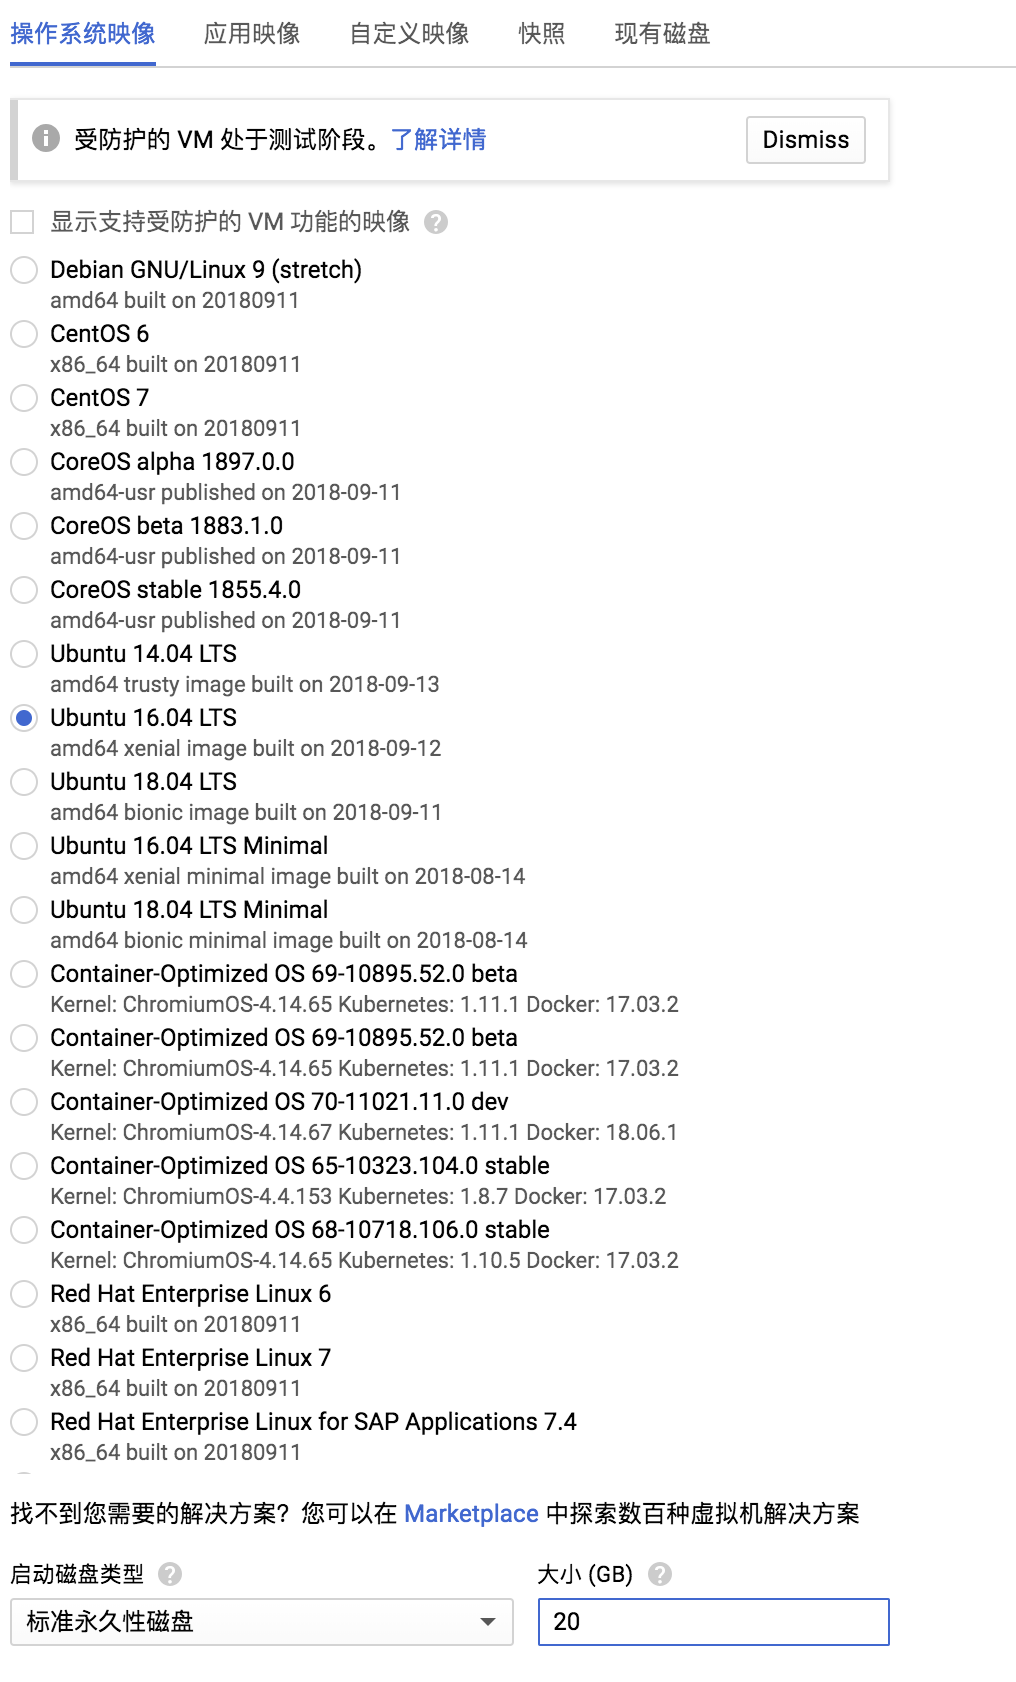 操作系统映像 应用映像 自定义映像 快照 现有磁盘
受防护的 VM 处于测试阶段。了解详情 Dismiss
显示支持受防护的 VM 功能的映像
Debian GNU/Linux 9 (stretch)
amd64 built on 20180911
CentOS 6
x86_64 built on 20180911
CentOS 7
x86_64 built on 20180911
CoreOS alpha 1897.0.0
amd64-usr published on 2018-09-11
CoreOS beta 1883.1.0
amd64-usr published on 2018-09-11
CoreOS stable 1855.4.0
amd64-usr published on 2018-09-11
Ubuntu 14.04 LTS
amd64 trusty image built on 2018-09-13
Ubuntu 16.04 LTS
amd64 xenial image built on 2018-09-12
Ubuntu 18.04 LTS
amd64 bionic image built on 2018-09-11
Ubuntu 16.04 LTS Minimal
amd64 xenial minimal image built on 2018-08-14
Ubuntu 18.04 LTS Minimal
amd64 bionic minimal image built on 2018-08-14
Container-Optimized OS 69-10895.52.0 beta
Kernel: ChromiumOS-4.14.65 Kubernetes: 1.11.1 Docker: 17.03.2
Container-Optimized OS 69-10895.52.0 beta
Kernel: ChromiumOS-4.14.65 Kubernetes: 1.11.1 Docker: 17.03.2
Container-Optimized OS 70-11021.11.0 dev
Kernel: ChromiumOS-4.14.67 Kubernetes: 1.11.1 Docker: 18.06.1
Container-Optimized OS 65-10323.104.0 stable
Kernel: ChromiumOS-4.4.153 Kubernetes: 1.8.7 Docker: 17.03.2
Container-Optimized OS 68-10718.106.0 stable
Kernel: ChromiumOS-4.14.65 Kubernetes: 1.10.5 Docker: 17.03.2
Red Hat Enterprise Linux 6
x86_64 built on 20180911
Red Hat Enterprise Linux 7
x86_64 built on 20180911
Red Hat Enterprise Linux for SAP Applications 7.4
x86_64 built on 20180911
找不到您需要的解决方案？您可以在 Marketplace 中探索数百种虚拟机解决方案
启动磁盘类型 大小 (GB)
标准永久性磁盘 20